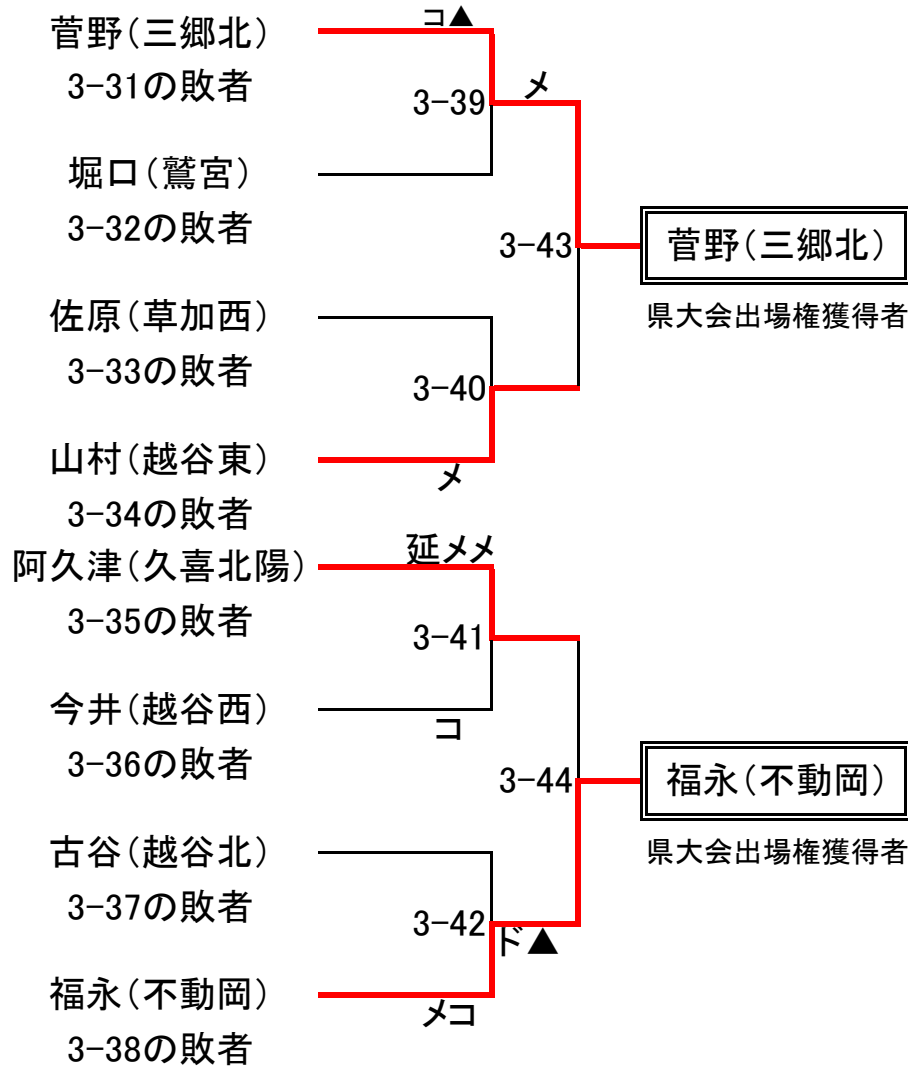 コ▲
菅野(三郷北)
3-31の敗者
3-39
メ
堀口(鷲宮)
3-32の敗者
3-43
菅野(三郷北)
県大会出場権獲得者
佐原(草加西)
3-33の敗者
3-40
山村(越谷東)
メ
3-34の敗者
延メメ
阿久津(久喜北陽)
3-35の敗者
3-41
今井(越谷西)
コ
3-36の敗者
3-44
福永(不動岡)
県大会出場権獲得者
古谷(越谷北)
3-37の敗者
3-42
ド▲
福永(不動岡)
メコ
3-38の敗者